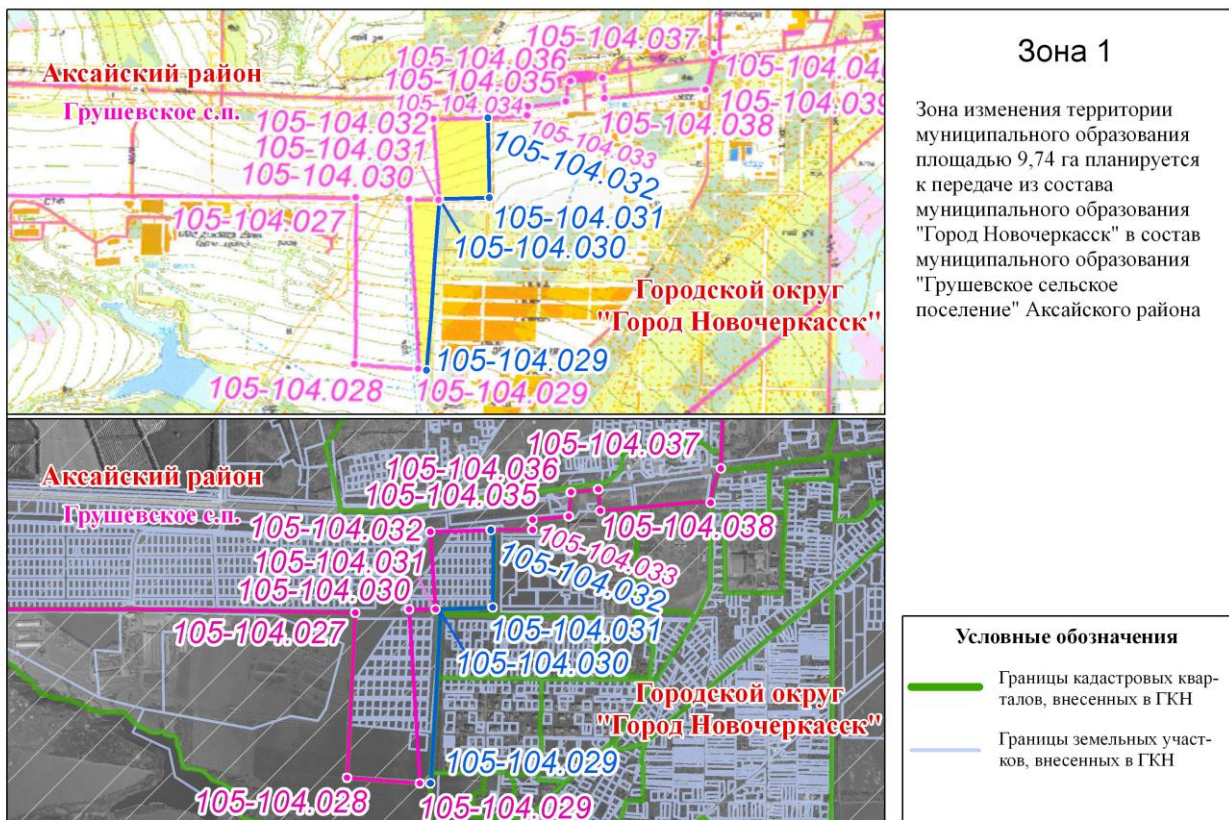 105-104.037
105-104.036
105-104.04
Аксайский район
105-104.035
105-104.034
105-104.039
Грушевское с.п.
105-104.032
105-104.038
105-104.033
105-104.031
105-104.032
105-104.030
105-104.027
105-104.031
105-104.030
Городской округ
"Город Новочеркасск"
105-104.029
105-104.028
105-104.029
105-104.037
105-104.036
Аксайский район
105-104.035
Грушевское с.п.
105-104.032
105-104.038
105-104.033
105-104.031
105-104.032
105-104.030
105-104.027
105-104.031
105-104.030
Городской округ
"Город Новочеркасск"
105-104.029
105-104.028
105-104.029
Зона 1
Зона изменения территории
муниципального образования
площадью 9,74 га планируется
к передаче из состава
муниципального образования
"Город Новочеркасск" в состав
муниципального образования
"Грушевское сельское
поселение" Аксайского района
Условные обозначения
Границы кадастровых квар-
талов, внесенных в ГКН
Границы земельных участ-
ков, внесенных в ГКН